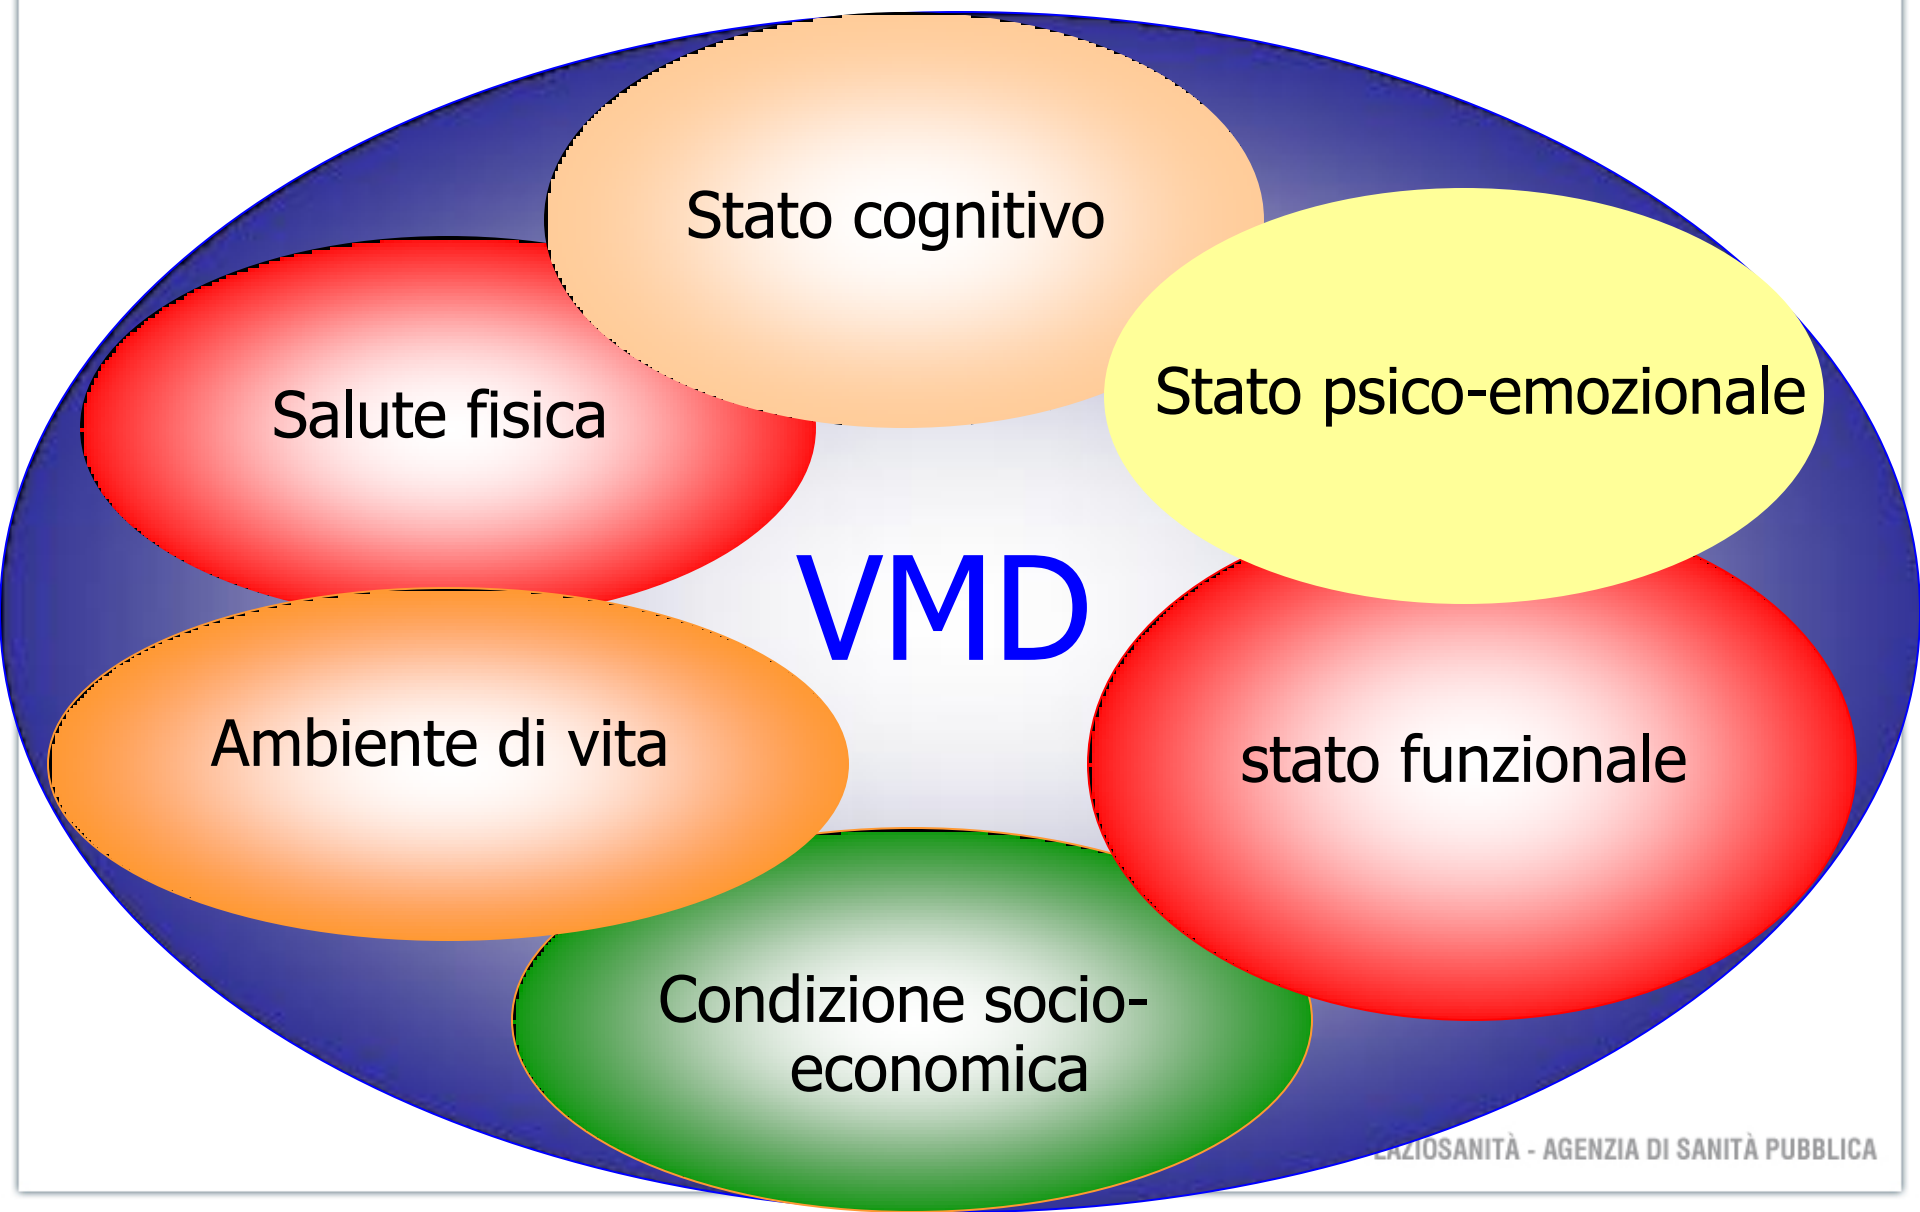 Stato cognitivo
Stato psico-emozionale
Salute fisica
VMD
Ambiente di vita
stato funzionale
Condizione socio-
economica
LAZIOSANITÀ - AGENZIA DI SANITÀ PUBBLICA